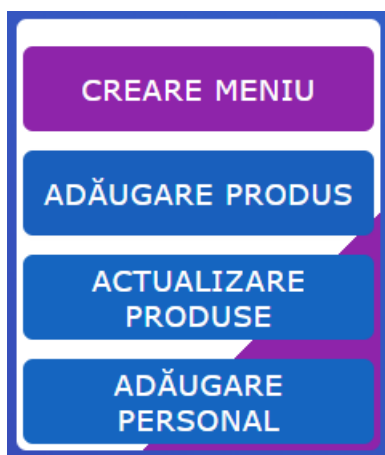 CREARE MENIU
ADĂUGARE PRODUS
ACTUALIZARE
PRODUSE
ADĂUGARE
PERSONAL